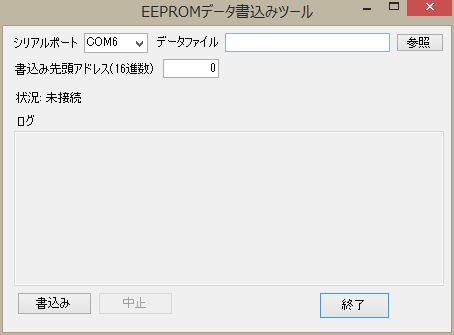 EEPROMデータ書込みツール
シリアルポート COM6 データファイル 参照
書込み先頭アドレス(16進数) 0
状況: 未接続
ログ
書込み 中止 終了